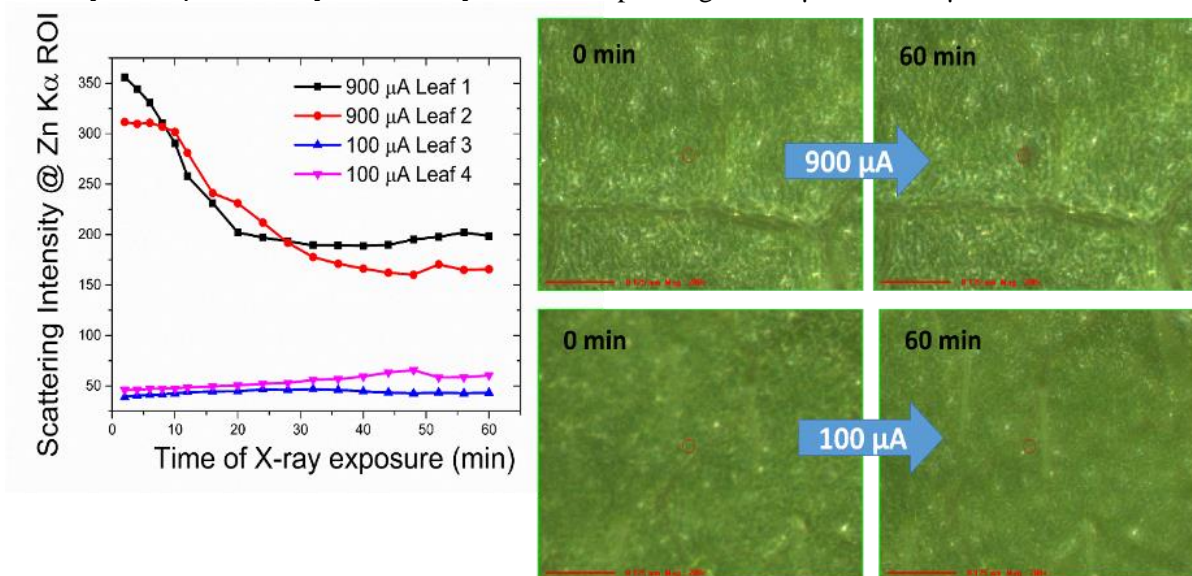 Scattering Intensity @ Zn Kα ROI
350
300
250
200
150
100
50
900 μA Leaf 1
900 μA Leaf 2
100 μA Leaf 3
100 μA Leaf 4
0 10 20 30 40 50 60
Time of X-ray exposure (min)
0 min
60 min
900 μA
0 min
60 min
100 μA